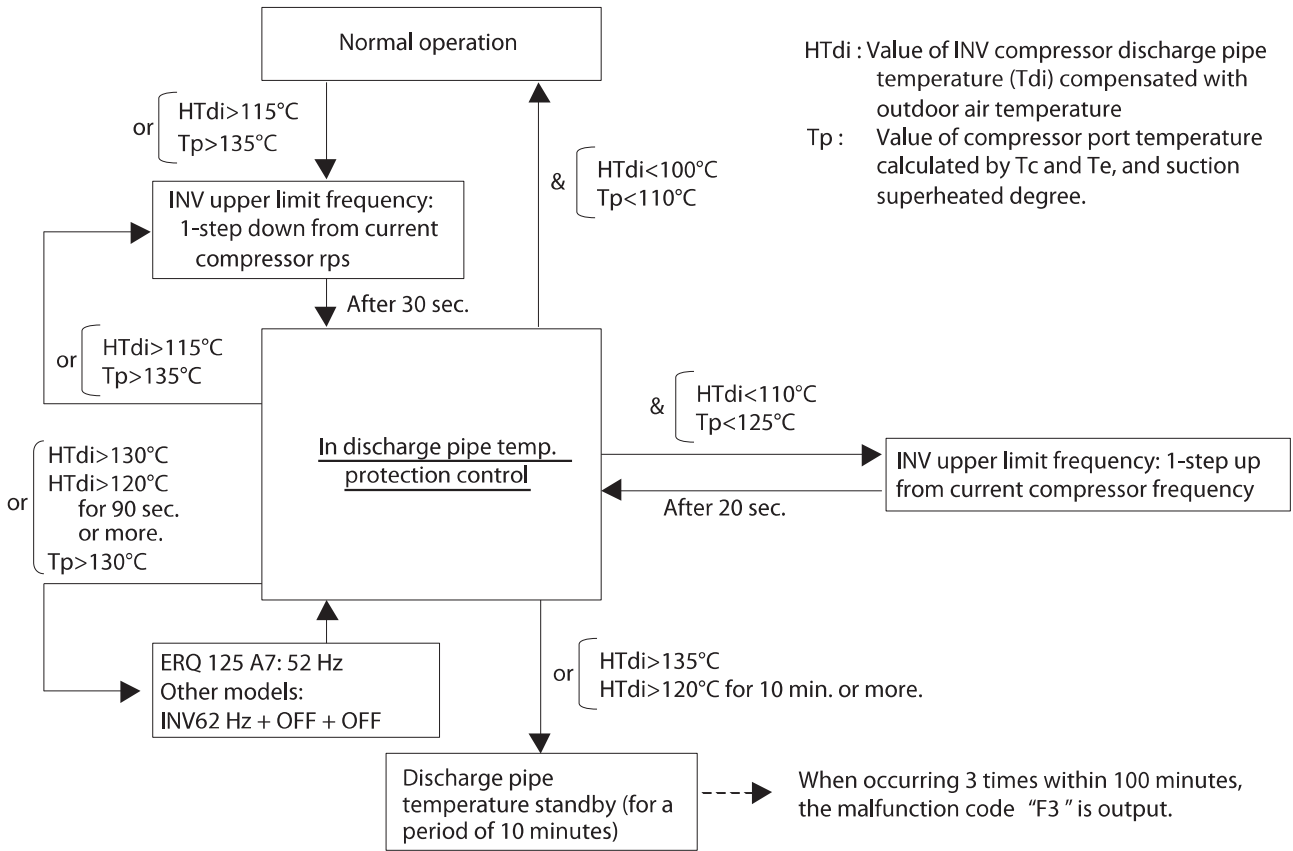 Normal operation
HTdi : Value of INV compressor discharge pipe
temperature (Tdi) compensated with
outdoor air temperature
Tp : Value of compressor port temperature
calculated by Tc and Te, and suction
superheated degree.
or
HTdi>115°C
Tp>135°C
&
HTdi<100°C
Tp<110°C
INV upper limit frequency:
1-step down from current
compressor rps
After 30 sec.
or
HTdi>115°C
Tp>135°C
&
HTdi<110°C
Tp<125°C
In discharge pipe temp.
protection control
INV upper limit frequency: 1-step up
from current compressor frequency
After 20 sec.
or
HTdi>130°C
HTdi>120°C
for 90 sec.
or more.
Tp>130°C
ERQ 125 A7: 52 Hz
Other models:
INV62 Hz + OFF + OFF
or
HTdi>135°C
HTdi>120°C for 10 min. or more.
Discharge pipe
temperature standby (for a
period of 10 minutes)
When occurring 3 times within 100 minutes,
the malfunction code “F3 ” is output.